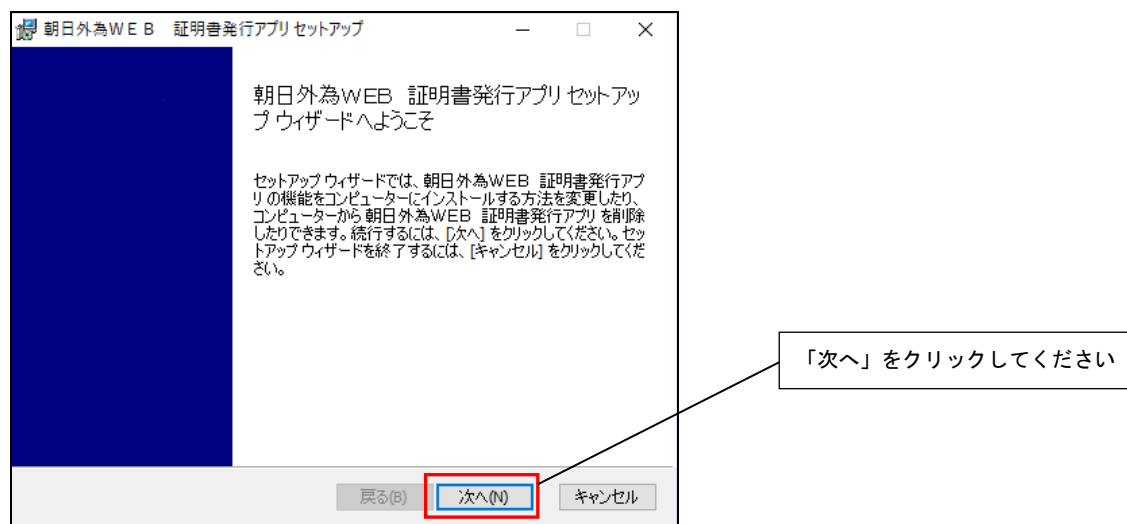 朝日外為WEB　証明書発行アプリ セットアップ
朝日外為WEB　証明書発行アプリ セットアッ
プ ウィザードへようこそ
セットアップ ウィザードでは、朝日外為WEB　証明書発行アプ
リ の機能をコンピューターにインストールする方法を変更したり、
コンピューターから 朝日外為WEB　証明書発行アプリ を削除
したりできます。続行するには、[次へ] をクリックしてください。セッ
トアップ ウィザードを終了するには、[キャンセル] をクリックしてくだ
さい。
「次へ」をクリックしてください
戻る(B)　次へ(N)　キャンセル